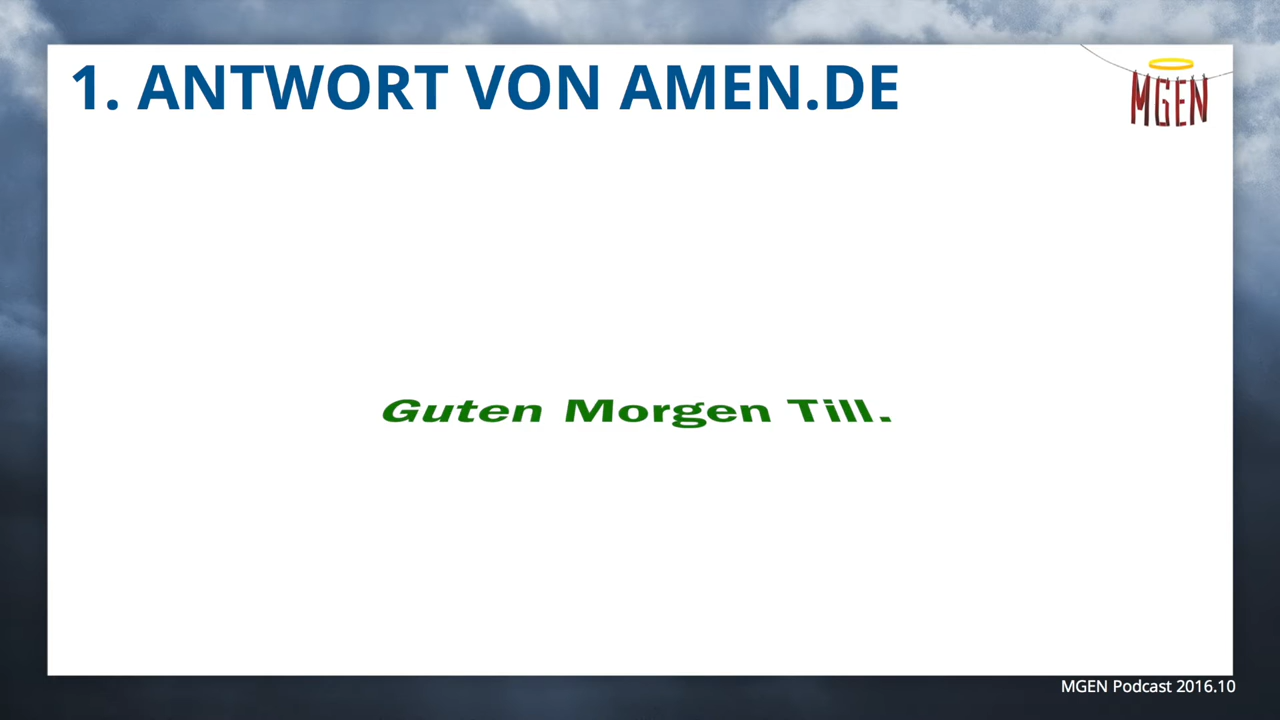 1. ANTWORT VON AMEN.DE
MGEN
Guten Morgen Till.
MGEN Podcast 2016.10